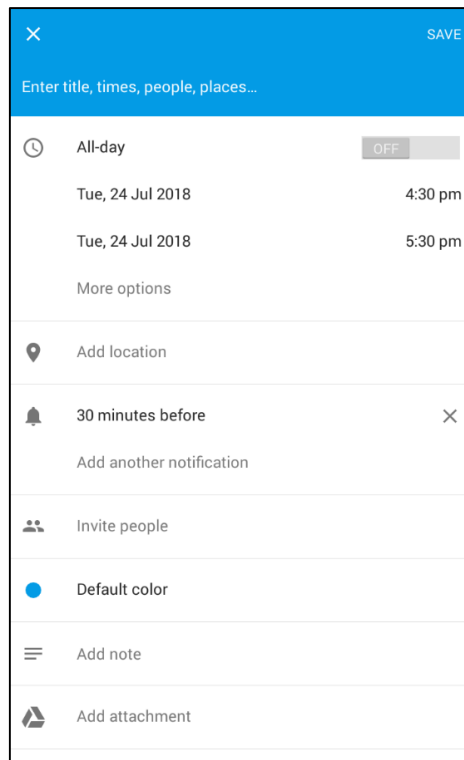 SAVE
Enter title, times, people, places...
All-day OFF
Tue, 24 Jul 2018 4:30 pm
Tue, 24 Jul 2018 5:30 pm
More options
Add location
30 minutes before
Add another notification
Invite people
Default color
Add note
Add attachment